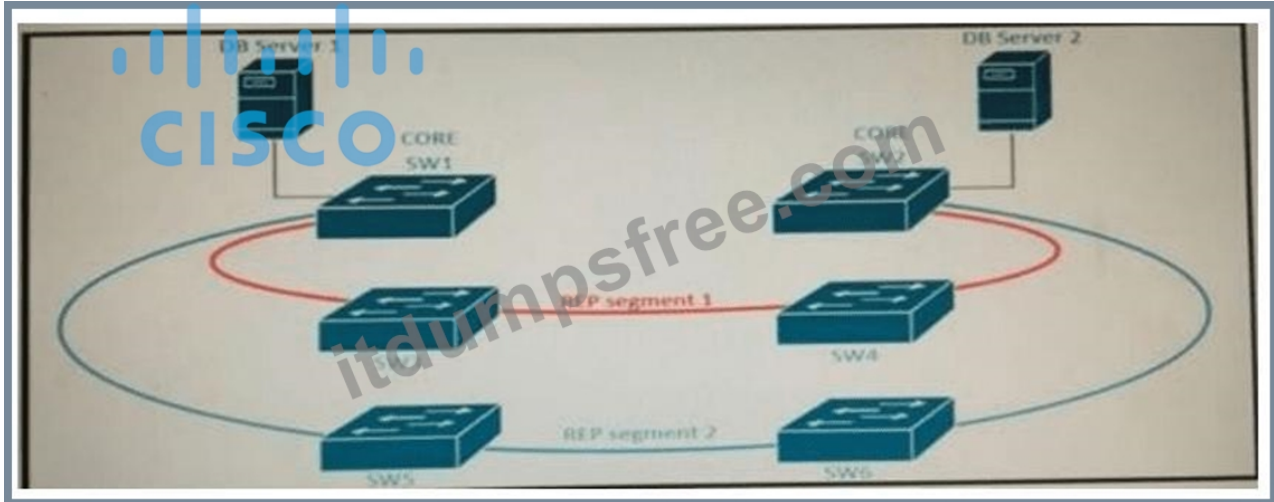 DB Server 1
DB Server 2
CISCO
CORE
SW1
CORE
SW2
REP segment 1
SW4
REP segment 2
SW5
SW6
itdumpsfree.com